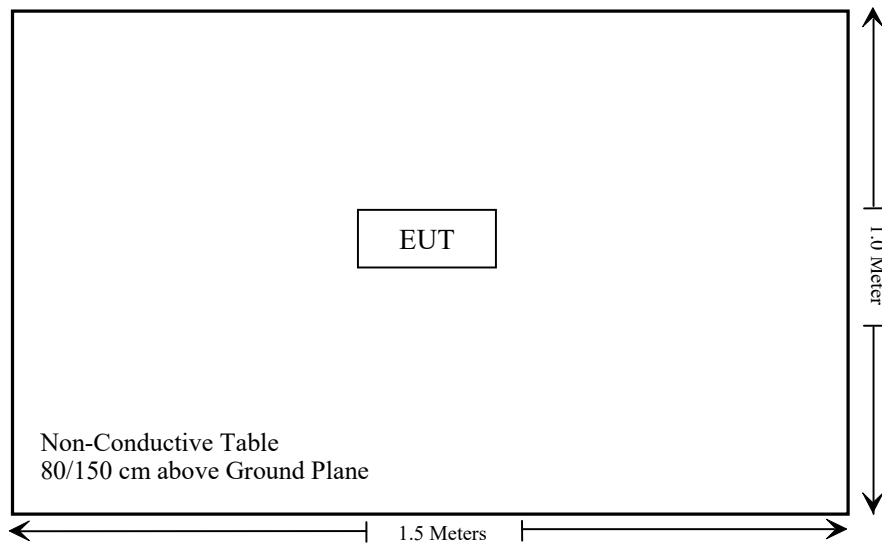 EUT
1.0 Meter
Non-Conductive Table
80/150 cm above Ground Plane
1.5 Meters